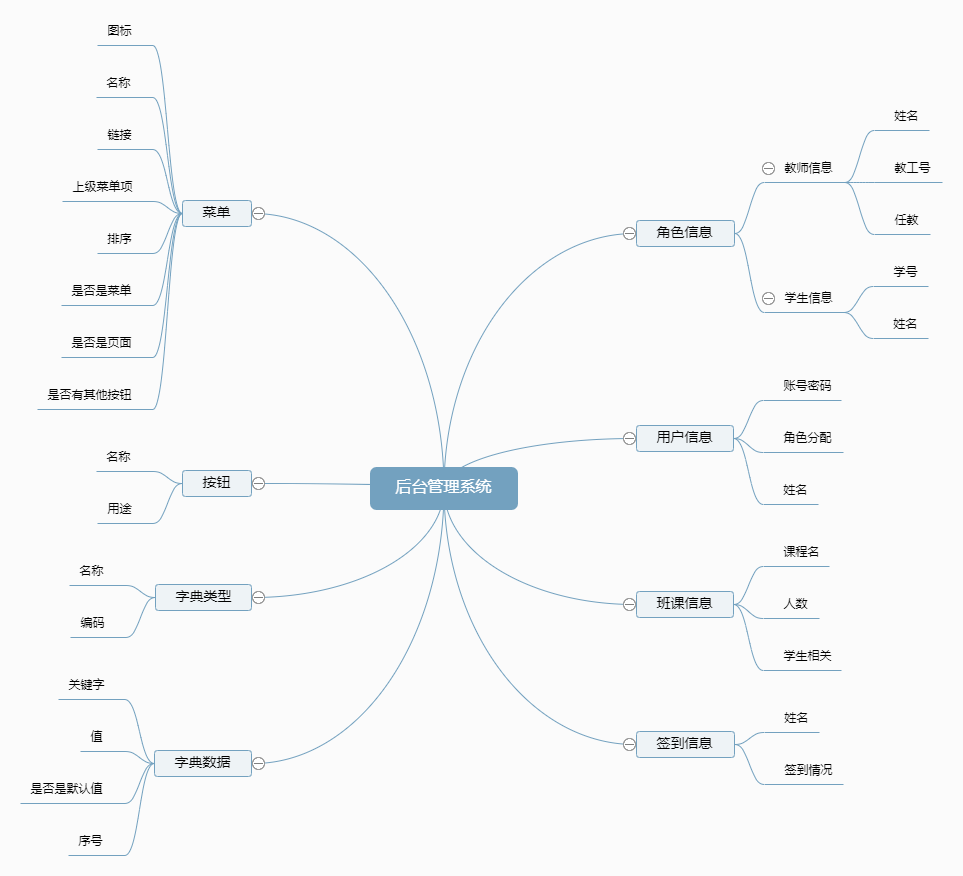 后台管理系统
菜单
图标
名称
链接
上级菜单项
排序
是否是菜单
是否是页面
是否有其他按钮
按钮
名称
用途
字典类型
名称
编码
字典数据
关键字
值
是否是默认值
序号
角色信息
教师信息
姓名
教工号
任教
学生信息
学号
姓名
用户信息
账号密码
角色分配
姓名
班课信息
课程名
人数
学生相关
签到信息
姓名
签到情况